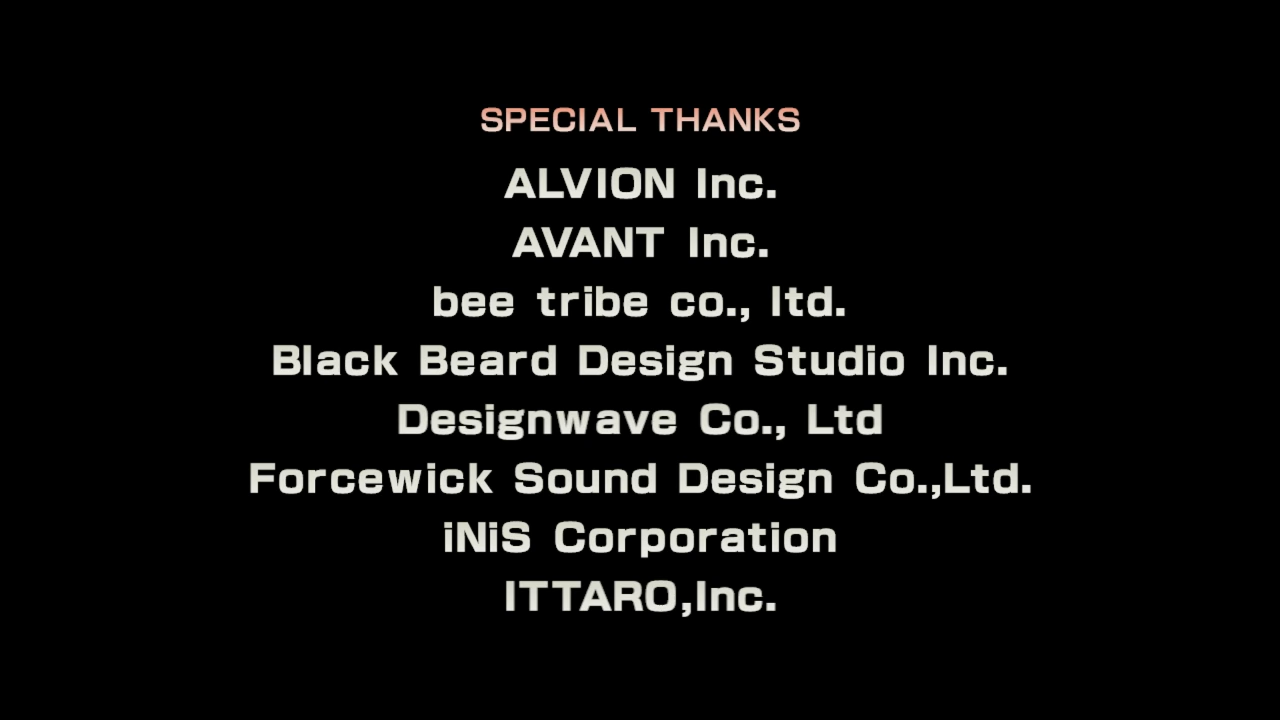 SPECIAL THANKS
ALVION Inc.
AVANT Inc.
bee tribe co., ltd.
Black Beard Design Studio Inc.
Designwave Co., Ltd
Forcewick Sound Design Co.,Ltd.
iNiS Corporation
ITTARO,Inc.